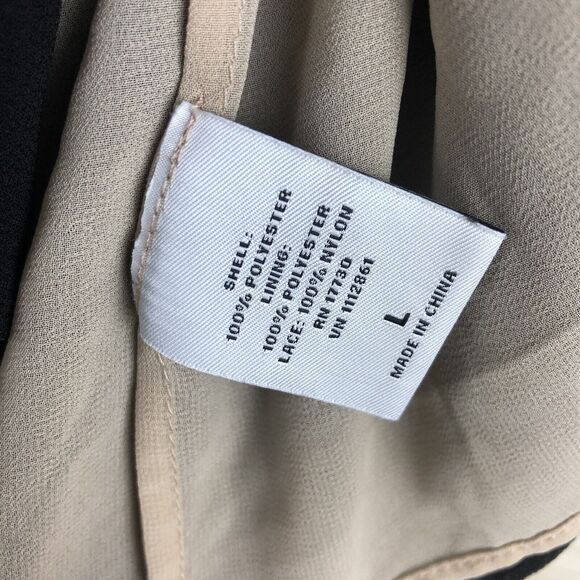 SHELL:
100% POLYESTER
LINING:
100% POLYESTER
LACE: 100% NYLON
RN 17730
VN 1112861
L
MADE IN CHINA